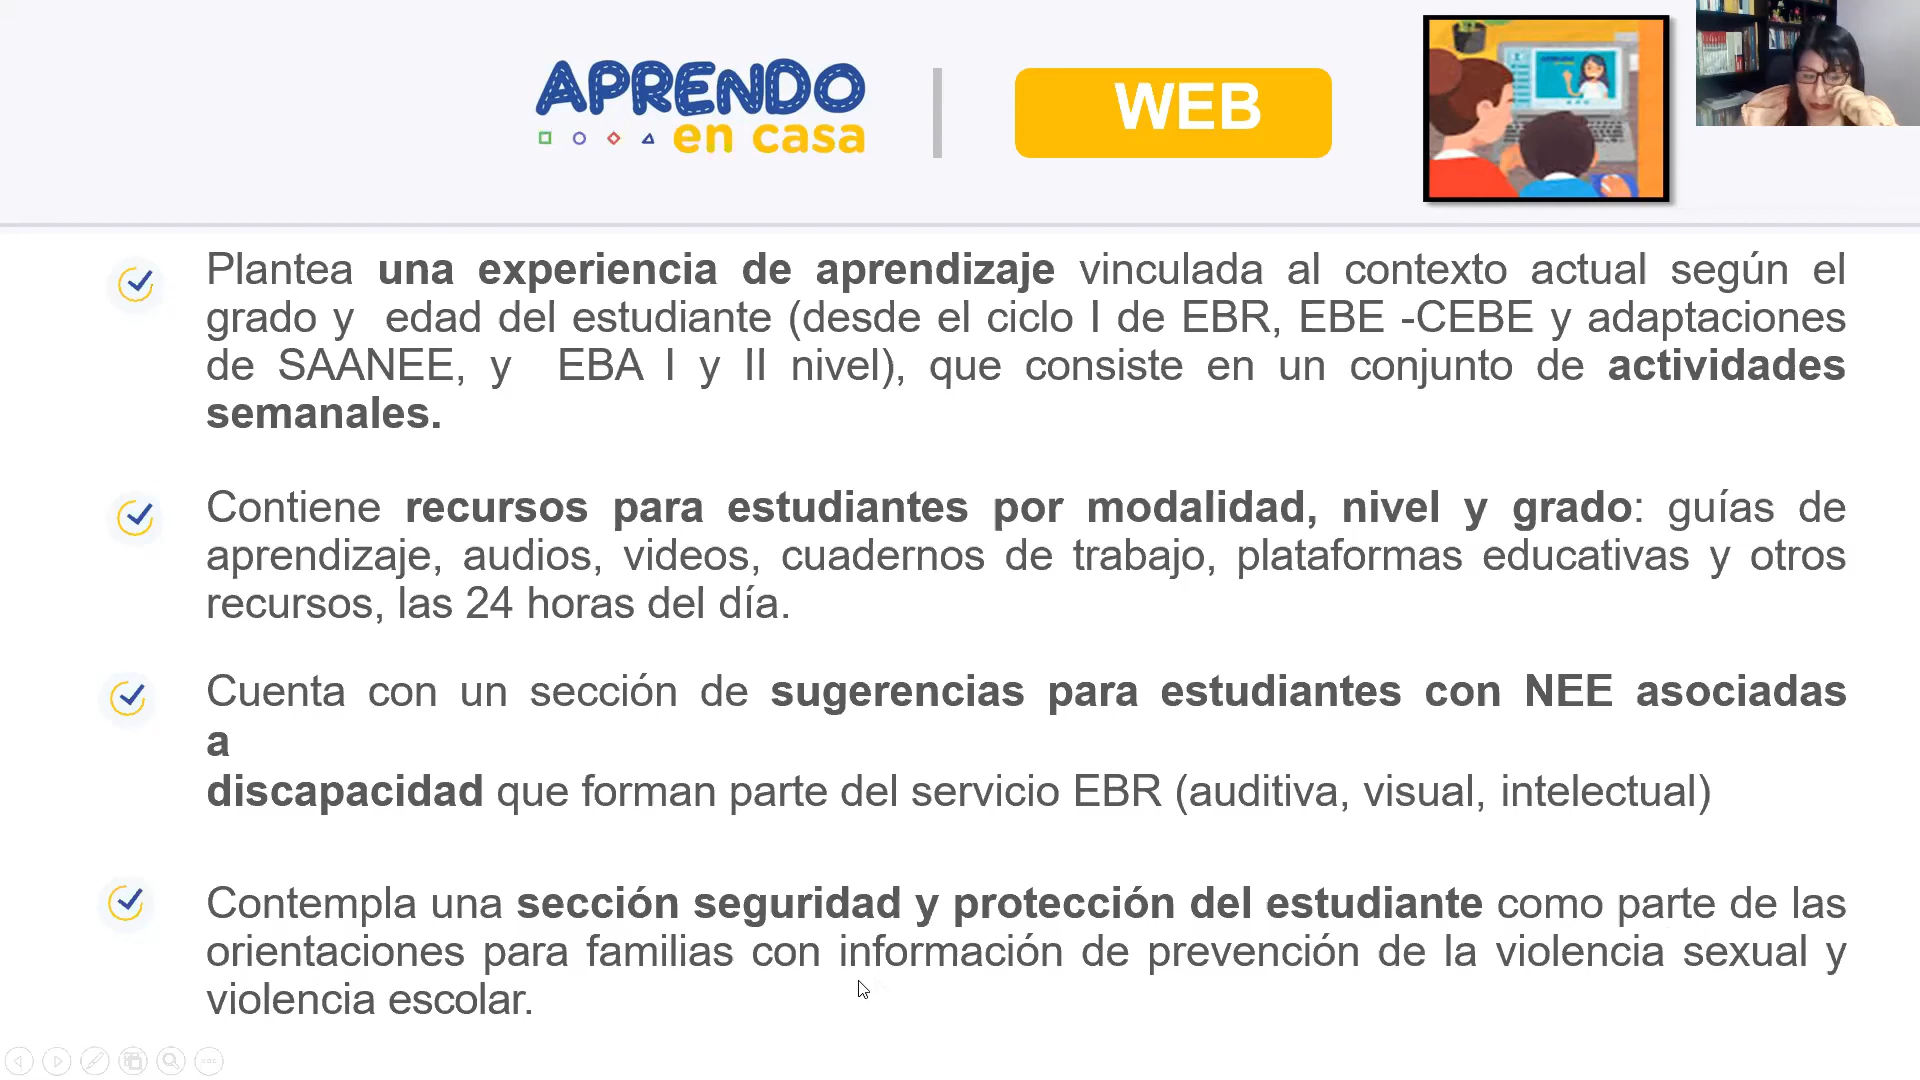 APRENDO
en casa
WEB
Plantea una experiencia de aprendizaje vinculada al contexto actual según el
grado y edad del estudiante (desde el ciclo I de EBR, EBE -CEBE y adaptaciones
de SAANEE, y EBA I y II nivel), que consiste en un conjunto de actividades
semanales.
Contiene recursos para estudiantes por modalidad, nivel y grado: guías de
aprendizaje, audios, videos, cuadernos de trabajo, plataformas educativas y otros
recursos, las 24 horas del día.
Cuenta con un sección de sugerencias para estudiantes con NEE asociadas
a
discapacidad que forman parte del servicio EBR (auditiva, visual, intelectual)
Contempla una sección seguridad y protección del estudiante como parte de las
orientaciones para familias con información de prevención de la violencia sexual y
violencia escolar.